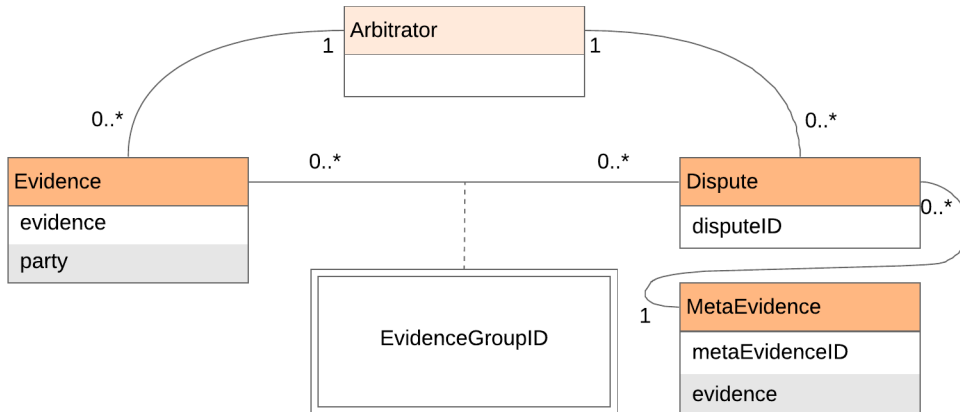 Arbitrator
1
1
0..*
0..*
0..*
0..*
Evidence
evidence
party
Dispute
0..*
disputeID
EvidenceGroupID
1
MetaEvidence
metaEvidenceID
evidence